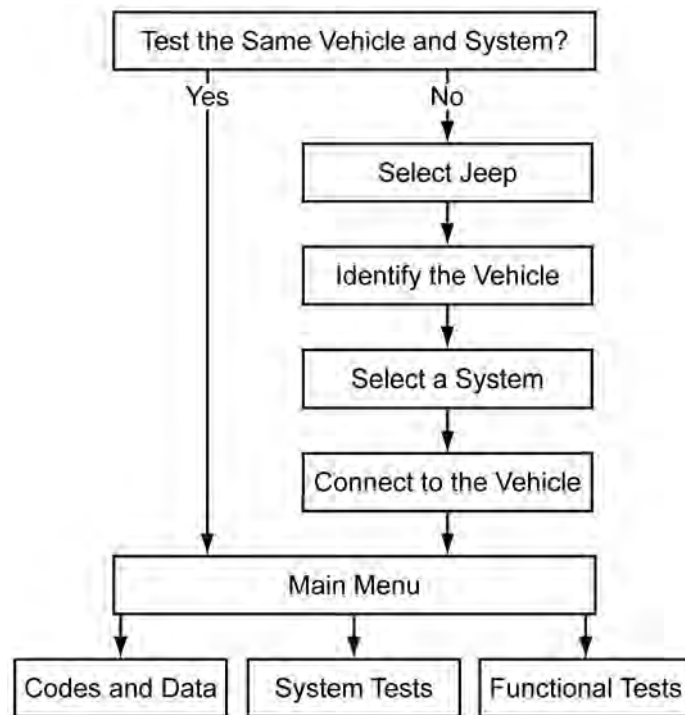 Test the Same Vehicle and System?
Yes
No
Select Jeep
Identify the Vehicle
Select a System
Connect to the Vehicle
Main Menu
Codes and Data
System Tests
Functional Tests